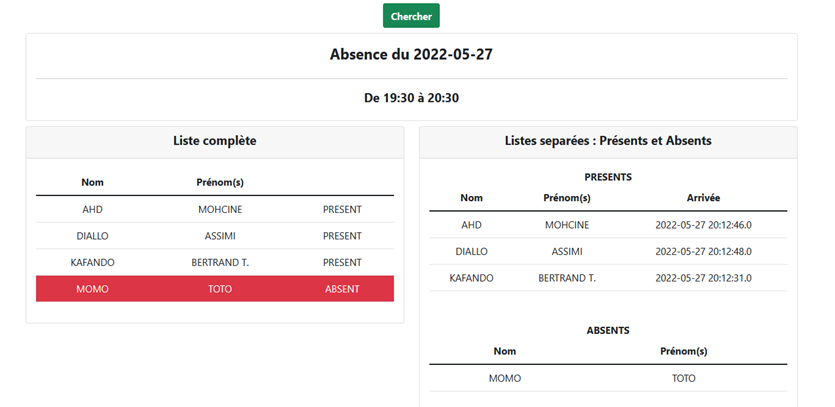 Chercher
Absence du 2022-05-27
De 19:30 à 20:30
Liste complète
Nom Prénom(s)
AHD MOHCINE PRESENT
DIALLO ASSIMI PRESENT
KAFANDO BERTRAND T. PRESENT
MOMO TOTO ABSENT
Listes separées : Présents et Absents
PRESENTS
Nom Prénom(s) Arrivée
AHD MOHCINE 2022-05-27 20:12:46.0
DIALLO ASSIMI 2022-05-27 20:12:48.0
KAFANDO BERTRAND T. 2022-05-27 20:12:31.0
ABSENTS
Nom Prénom(s)
MOMO TOTO